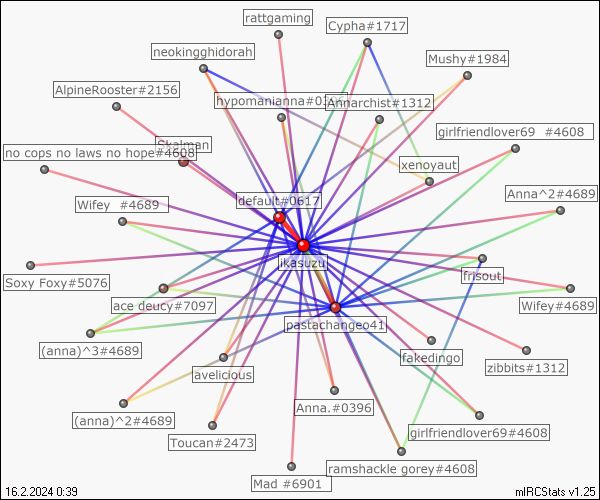 rattgaming
Cypha#1717
neokingghidorah
Mushy#1984
AlpineRooster#2156
hypomanianna#0
Annarchist#1312
girlfriendlover69 #4608
Skalman
no cops no laws no hope#4608
xenoyaut
default#0617
Anna^2#4689
Wifey #4689
ikasuzu
Soxy Foxy#5076
frisout
ace deucy#7097
Wifey#4689
pastachangeo41
(anna)^3#4689
fakedingo
zibbits#1312
avelicious
Anna.#0396
(anna)^2#4689
Toucan#2473
girlfriendlover69#4608
ramshackle gorey#4608
Mad #6901
16.2.2024 0:39
mIRCStats v1.25